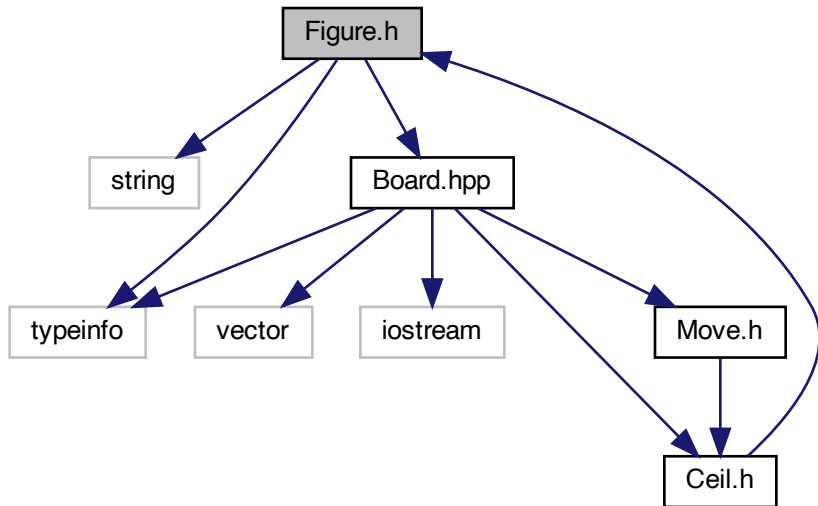 Figure.h
string
Board.hpp
typeinfo
vector
iostream
Move.h
Ceil.h